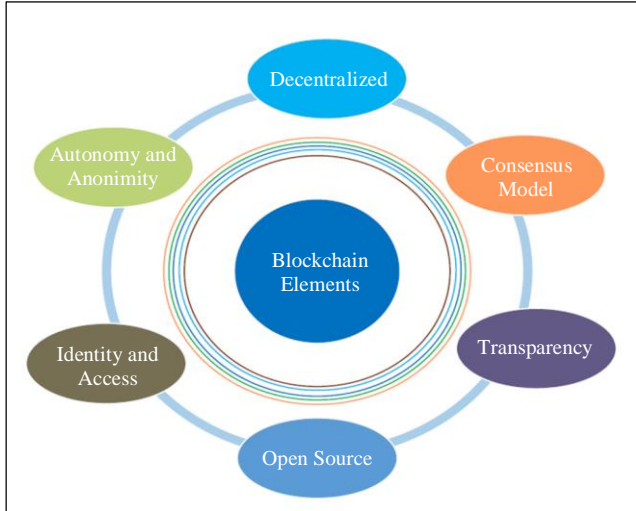 Decentralized
Autonomy and
Anonimity
Consensus
Model
Blockchain
Elements
Identity and
Access
Transparency
Open Source